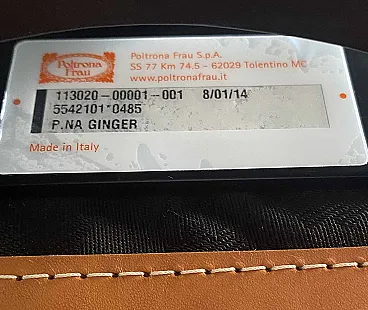 Poltrona
Frau
Poltrona Frau S.p.A.
SS 77 Km 74.5 - 62029 Tolentino MC
www.poltronafrau.it
113020-00001-001 8/01/14
5542101*0485
P.NA GINGER
Made in Italy